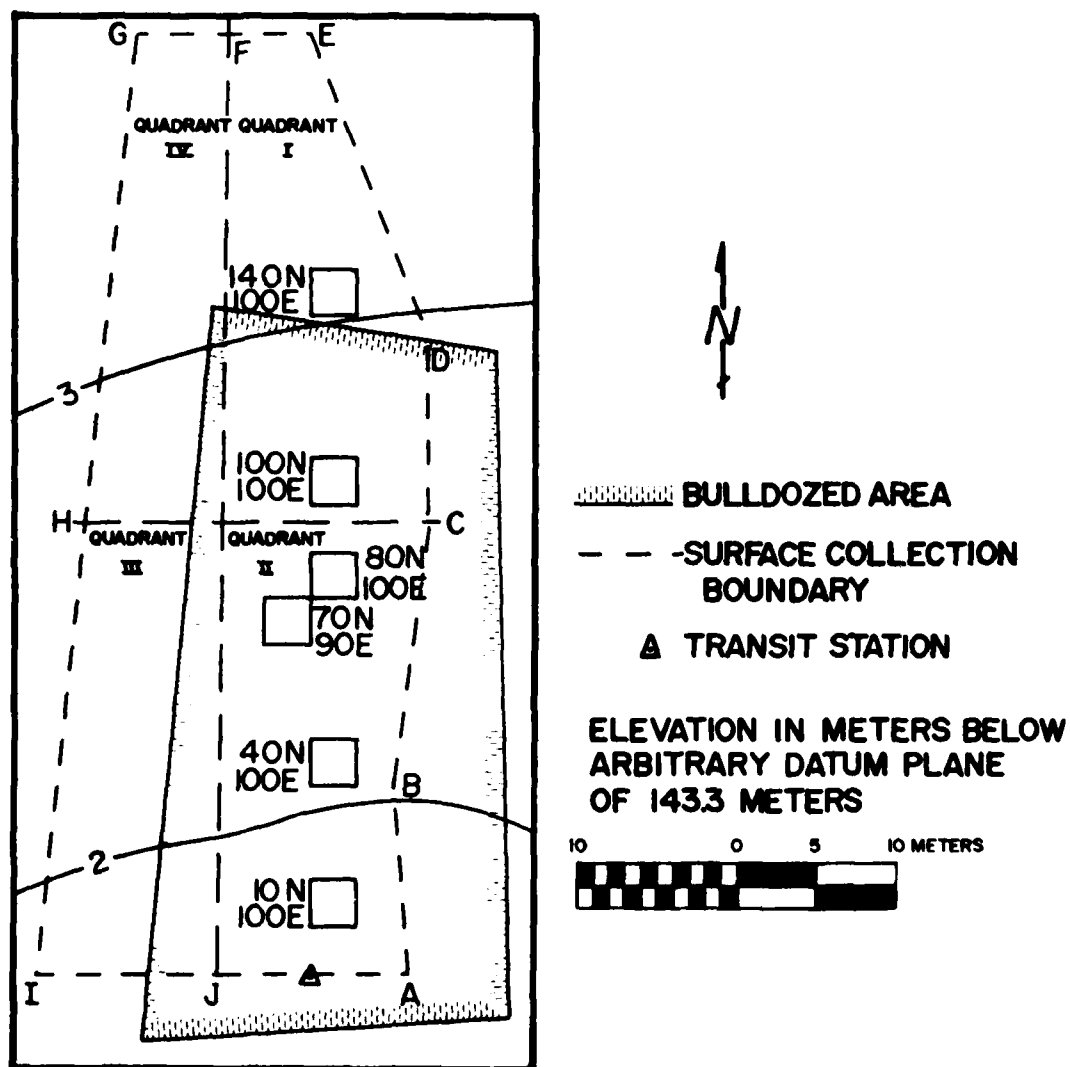 G
F
E
QUADRANT QUADRANT
IV I
140N
100E
D
3
100N
100E
H
C
QUADRANT QUADRANT
III II
80N
100E
70N
90E
40N
100E
B
2
10N
100E
I
J
A
N
BULLDOZED AREA
SURFACE COLLECTION
BOUNDARY
TRANSIT STATION
ELEVATION IN METERS BELOW
ARBITRARY DATUM PLANE
OF 143.3 METERS
10 0 5 10 METERS